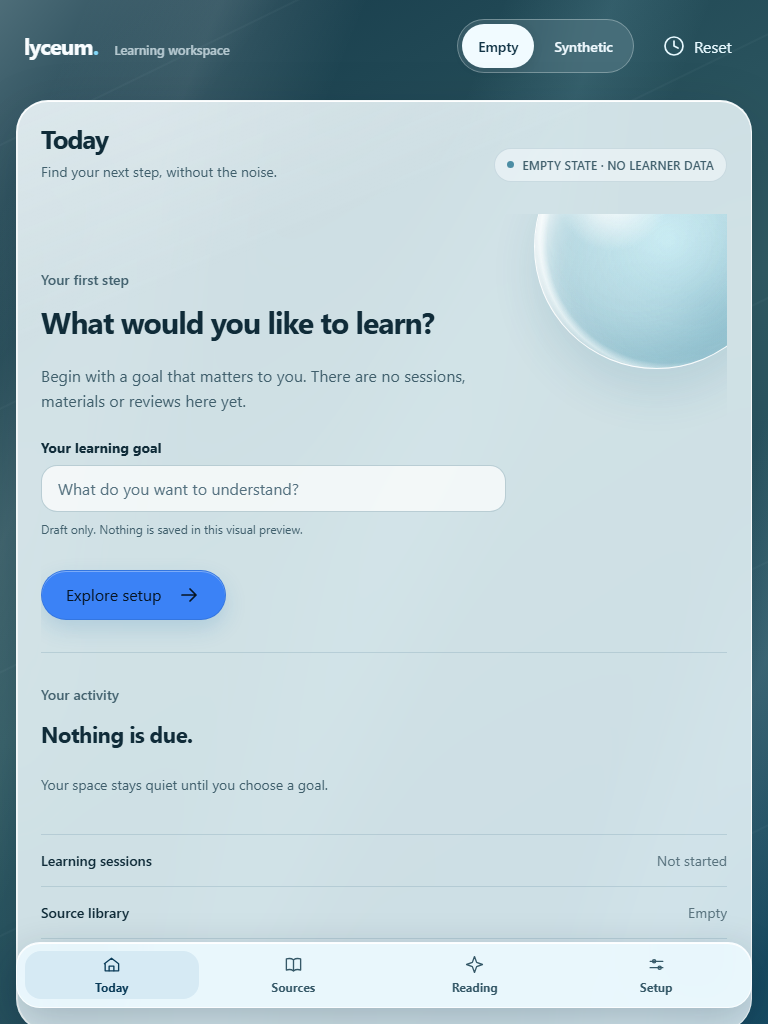 lyceum.
Learning workspace
Empty
Synthetic
Reset
Today
Find your next step, without the noise.
EMPTY STATE · NO LEARNER DATA
Your first step
What would you like to learn?
Begin with a goal that matters to you. There are no sessions,
materials or reviews here yet.
Your learning goal
What do you want to understand?
Draft only. Nothing is saved in this visual preview.
Explore setup
Your activity
Nothing is due.
Your space stays quiet until you choose a goal.
Learning sessions
Not started
Source library
Empty
Today
Sources
Reading
Setup